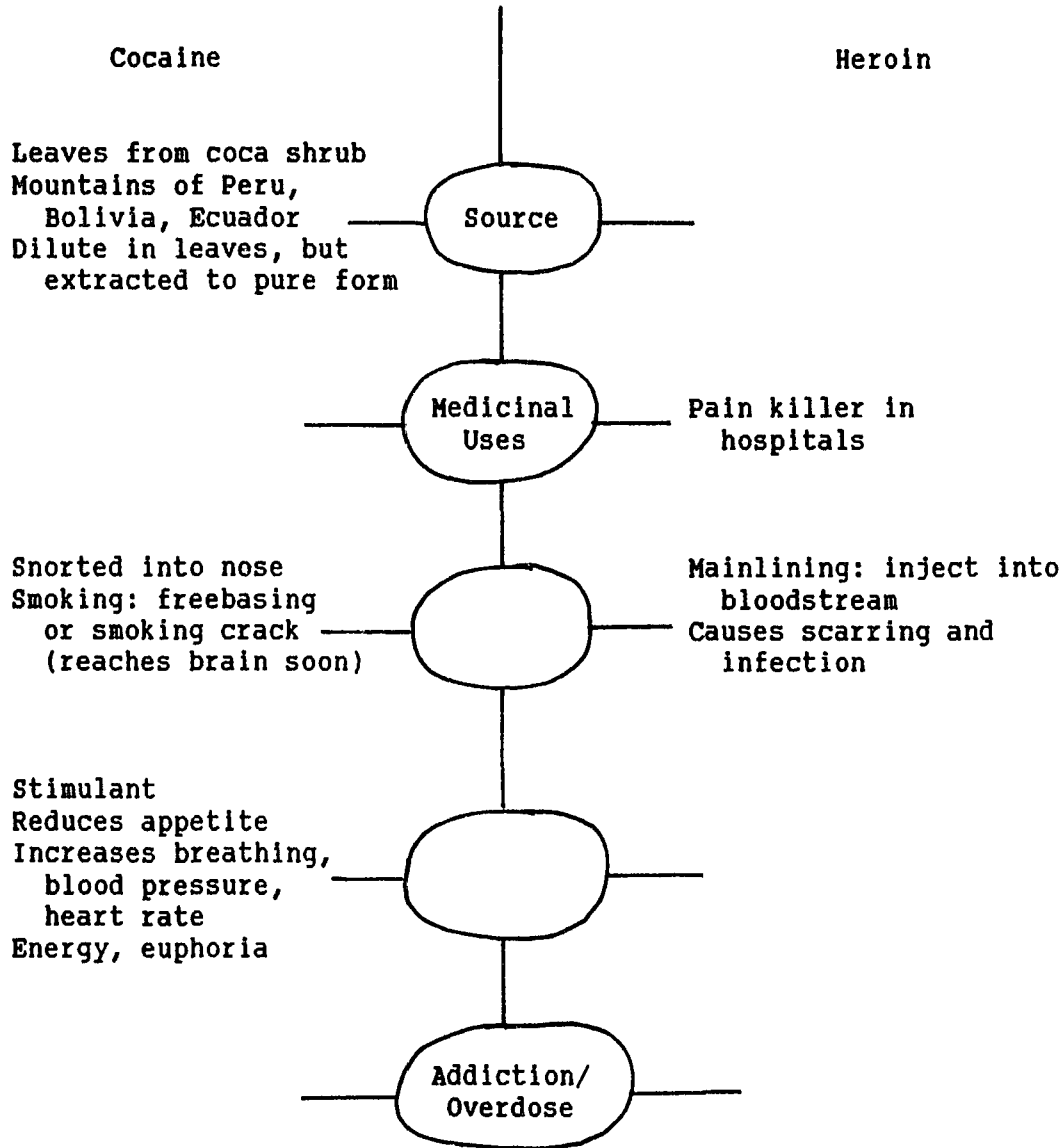 Cocaine
Heroin
Leaves from coca shrub
Mountains of Peru,
Bolivia, Ecuador
Dilute in leaves, but
extracted to pure form
Source
Medicinal
Uses
Pain killer in
hospitals
Snorted into nose
Smoking: freebasing
or smoking crack
(reaches brain soon)
Mainlining: inject into
bloodstream
Causes scarring and
infection
Stimulant
Reduces appetite
Increases breathing,
blood pressure,
heart rate
Energy, euphoria
Addiction/
Overdose